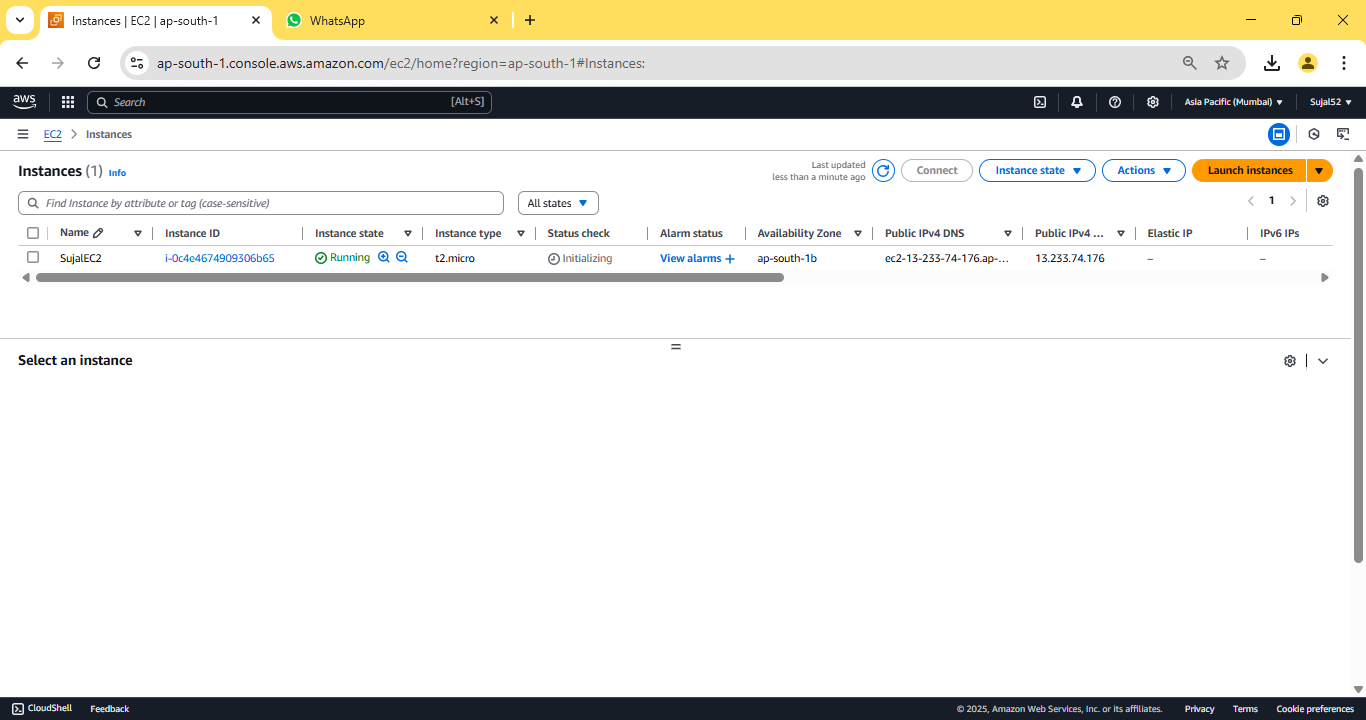 Instances | EC2 | ap-south-1
WhatsApp
ap-south-1.console.aws.amazon.com/ec2/home?region=ap-south-1#Instances:
aws
Search
[Alt+S]
Asia Pacific (Mumbai)
Sujal52
EC2
Instances
Instances (1) Info
Last updated
less than a minute ago
Connect
Instance state
Actions
Launch instances
Find Instance by attribute or tag (case-sensitive)
All states
1
Name Instance ID Instance state Instance type Status check Alarm status Availability Zone Public IPv4 DNS Public IPv4 ... Elastic IP IPv6 IPs
SujalEC2 i-0c4e4674909306b65 Running t2.micro Initializing View alarms + ap-south-1b ec2-13-233-74-176.ap-... 13.233.74.176 – –
Select an instance
CloudShell Feedback © 2025, Amazon Web Services, Inc. or its affiliates. Privacy Terms Cookie preferences